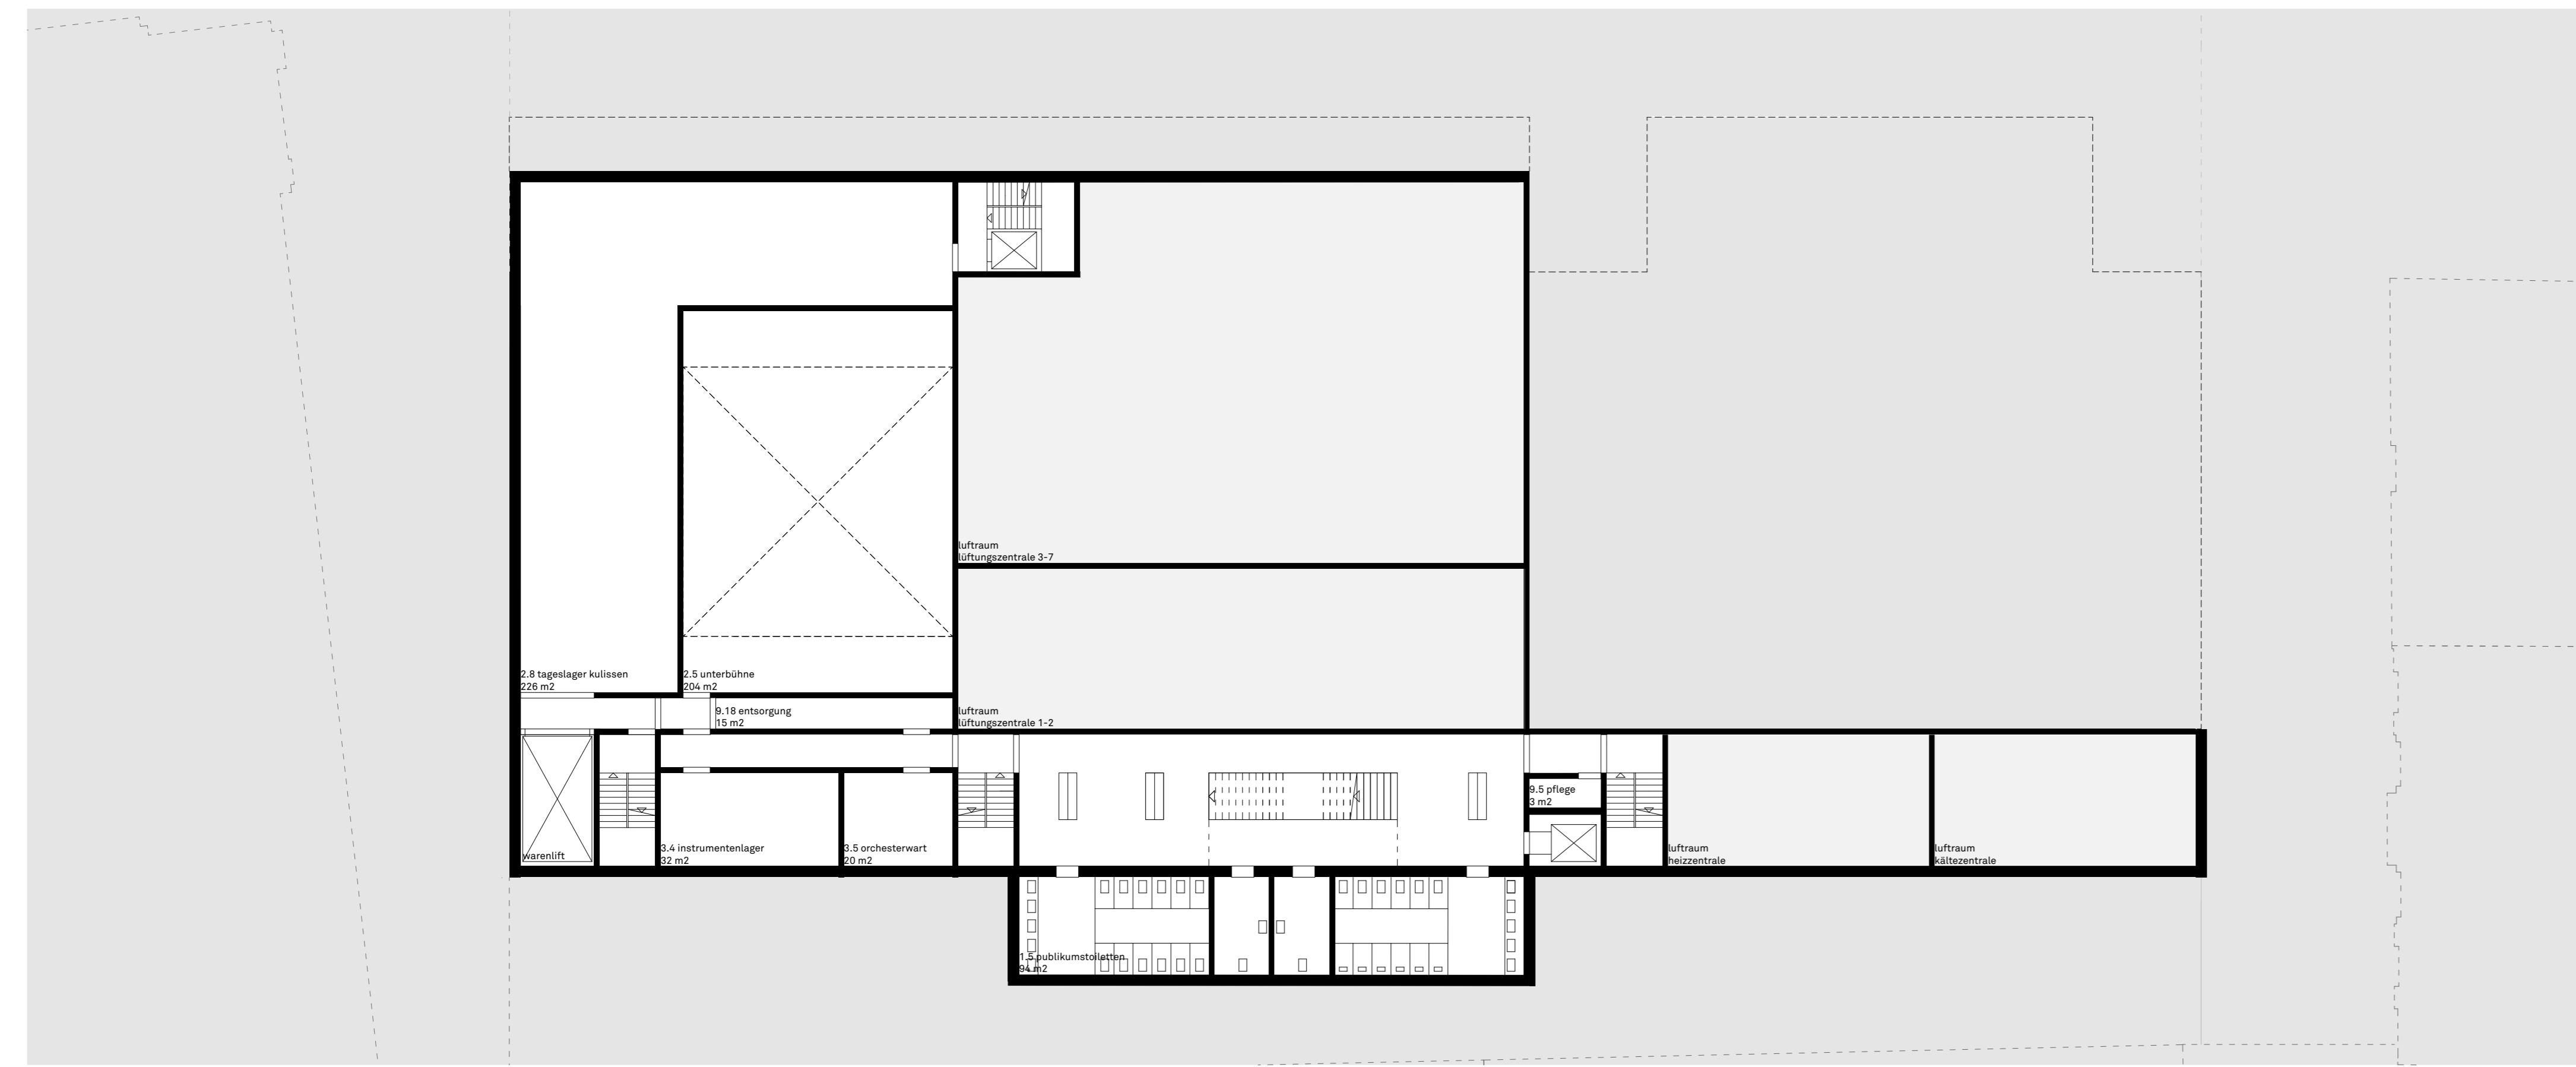 luftraum
lüftungszentrale 3-7
2.8 tageslager kulissen
226 m2
2.5 unterbühne
204 m2
9.18 entsorgung
15 m2
luftraum
lüftungszentrale 1-2
warenlift
3.4 instrumentenlager
32 m2
3.5 orchesterwart
20 m2
9.5 pflege
3 m2
luftraum
heizzentrale
luftraum
kältezentrale
1.5 publikumstoiletten
94 m2